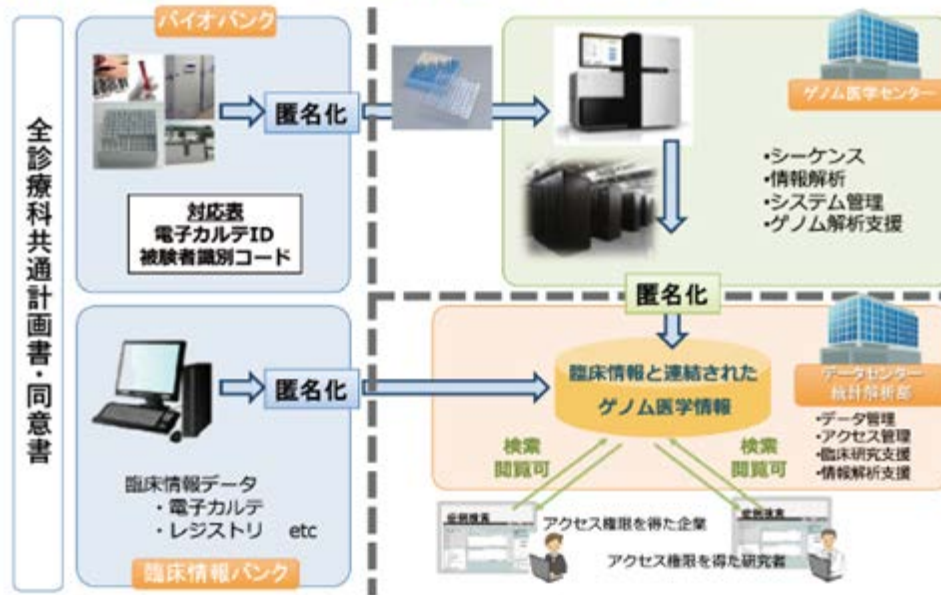 全診療科共通計画書・同意書
バイオバンク
匿名化
対応表
電子カルテID
被験者識別コード
ゲノム医学センター
・シーケンス
・情報解析
・システム管理
・ゲノム解析支援
匿名化
匿名化
臨床情報データ
・電子カルテ
・レジストリ etc
臨床情報バンク
臨床情報と連結された
ゲノム医学情報
データセンター
統計解析部
・データ管理
・アクセス管理
・臨床研究支援
・情報解析支援
検索
閲覧可
検索
閲覧可
症例検索
アクセス権限を得た企業
症例検索
アクセス権限を得た研究者